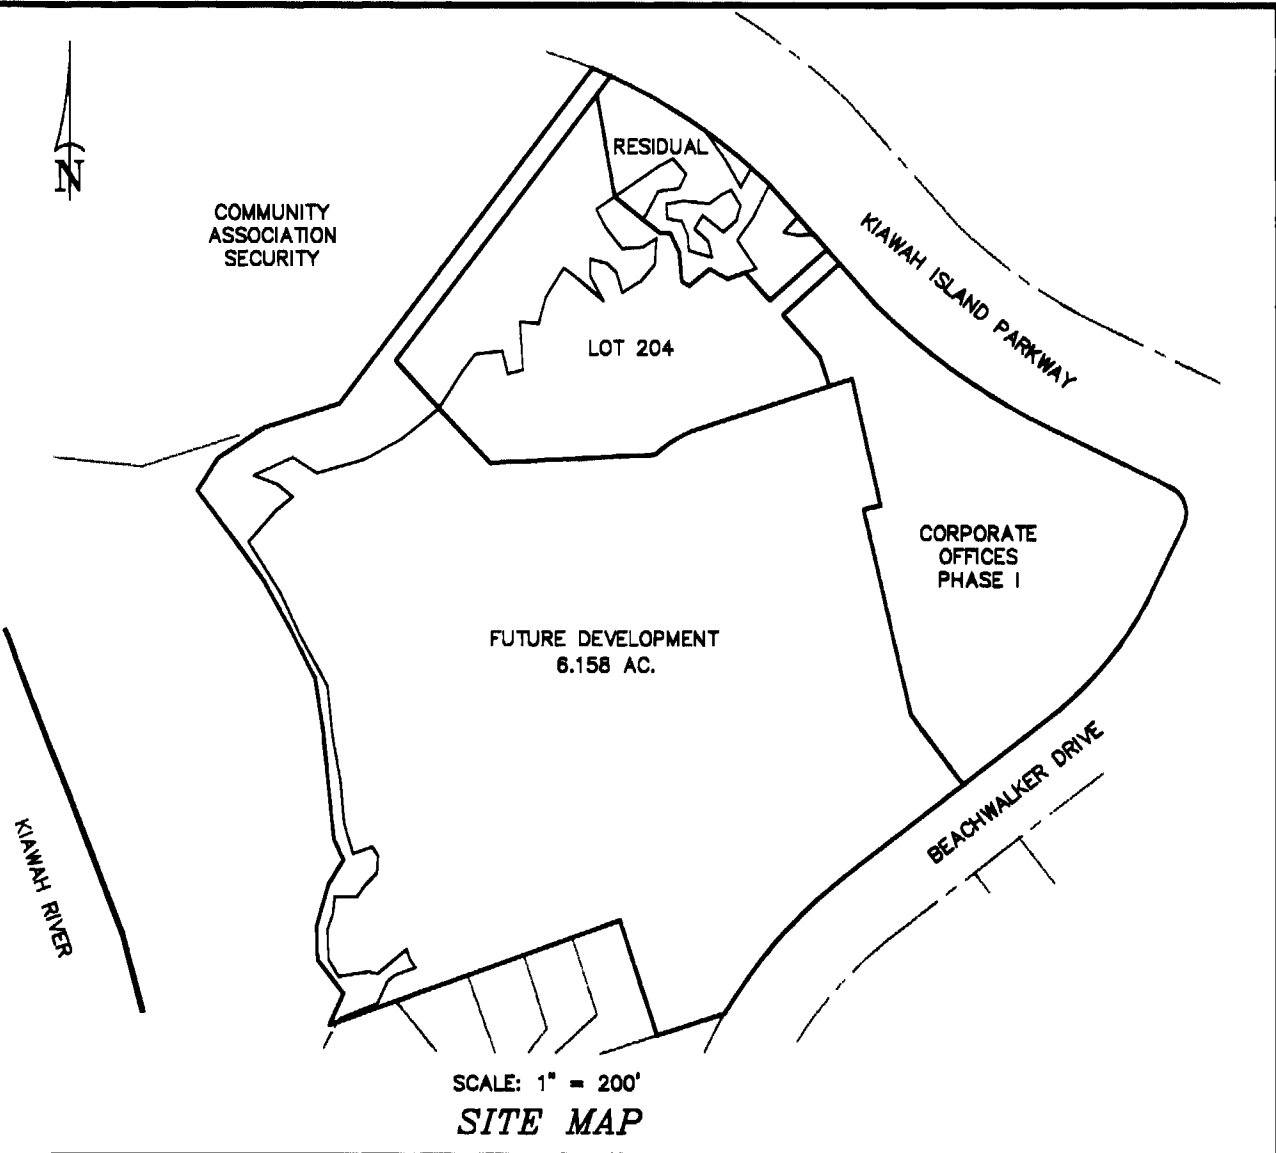 N
COMMUNITY
ASSOCIATION
SECURITY
RESIDUAL
KIAWAH ISLAND PARKWAY
LOT 204
CORPORATE
OFFICES
PHASE I
FUTURE DEVELOPMENT
6.158 AC.
BEACHWALKER DRIVE
KIAWAH RIVER
SCALE: 1" = 200'
SITE MAP